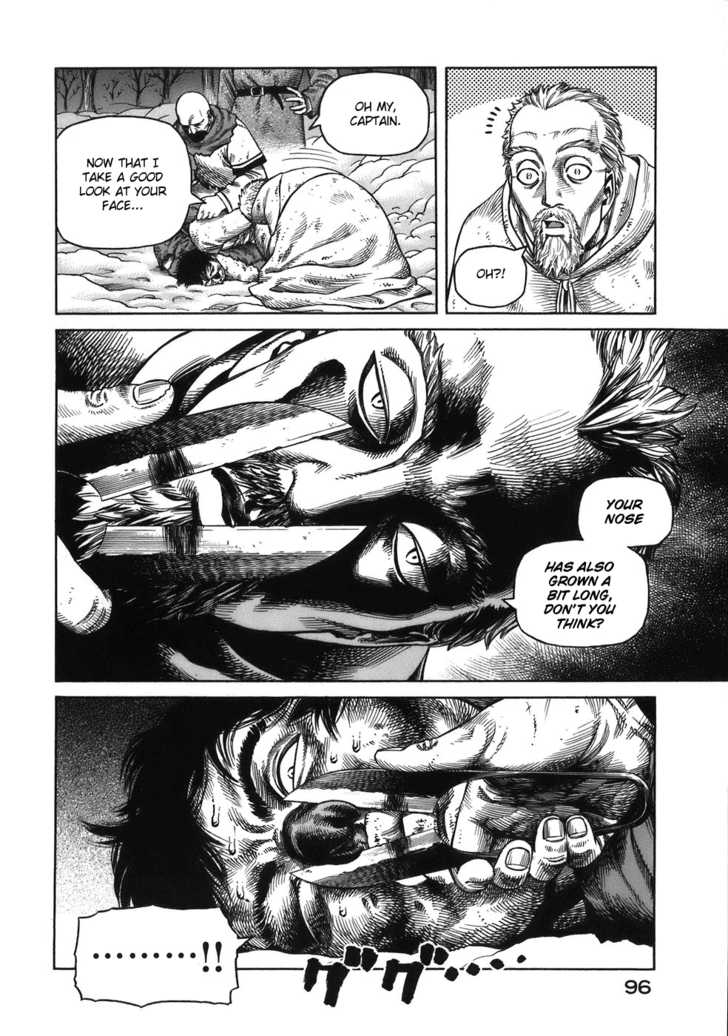 OH MY,
CAPTAIN.
NOW THAT I
TAKE A GOOD
LOOK AT YOUR
FACE...
OH?!
YOUR
NOSE
HAS ALSO
GROWN A
BIT LONG,
DON'T YOU
THINK?
.........!!
グググ....
96